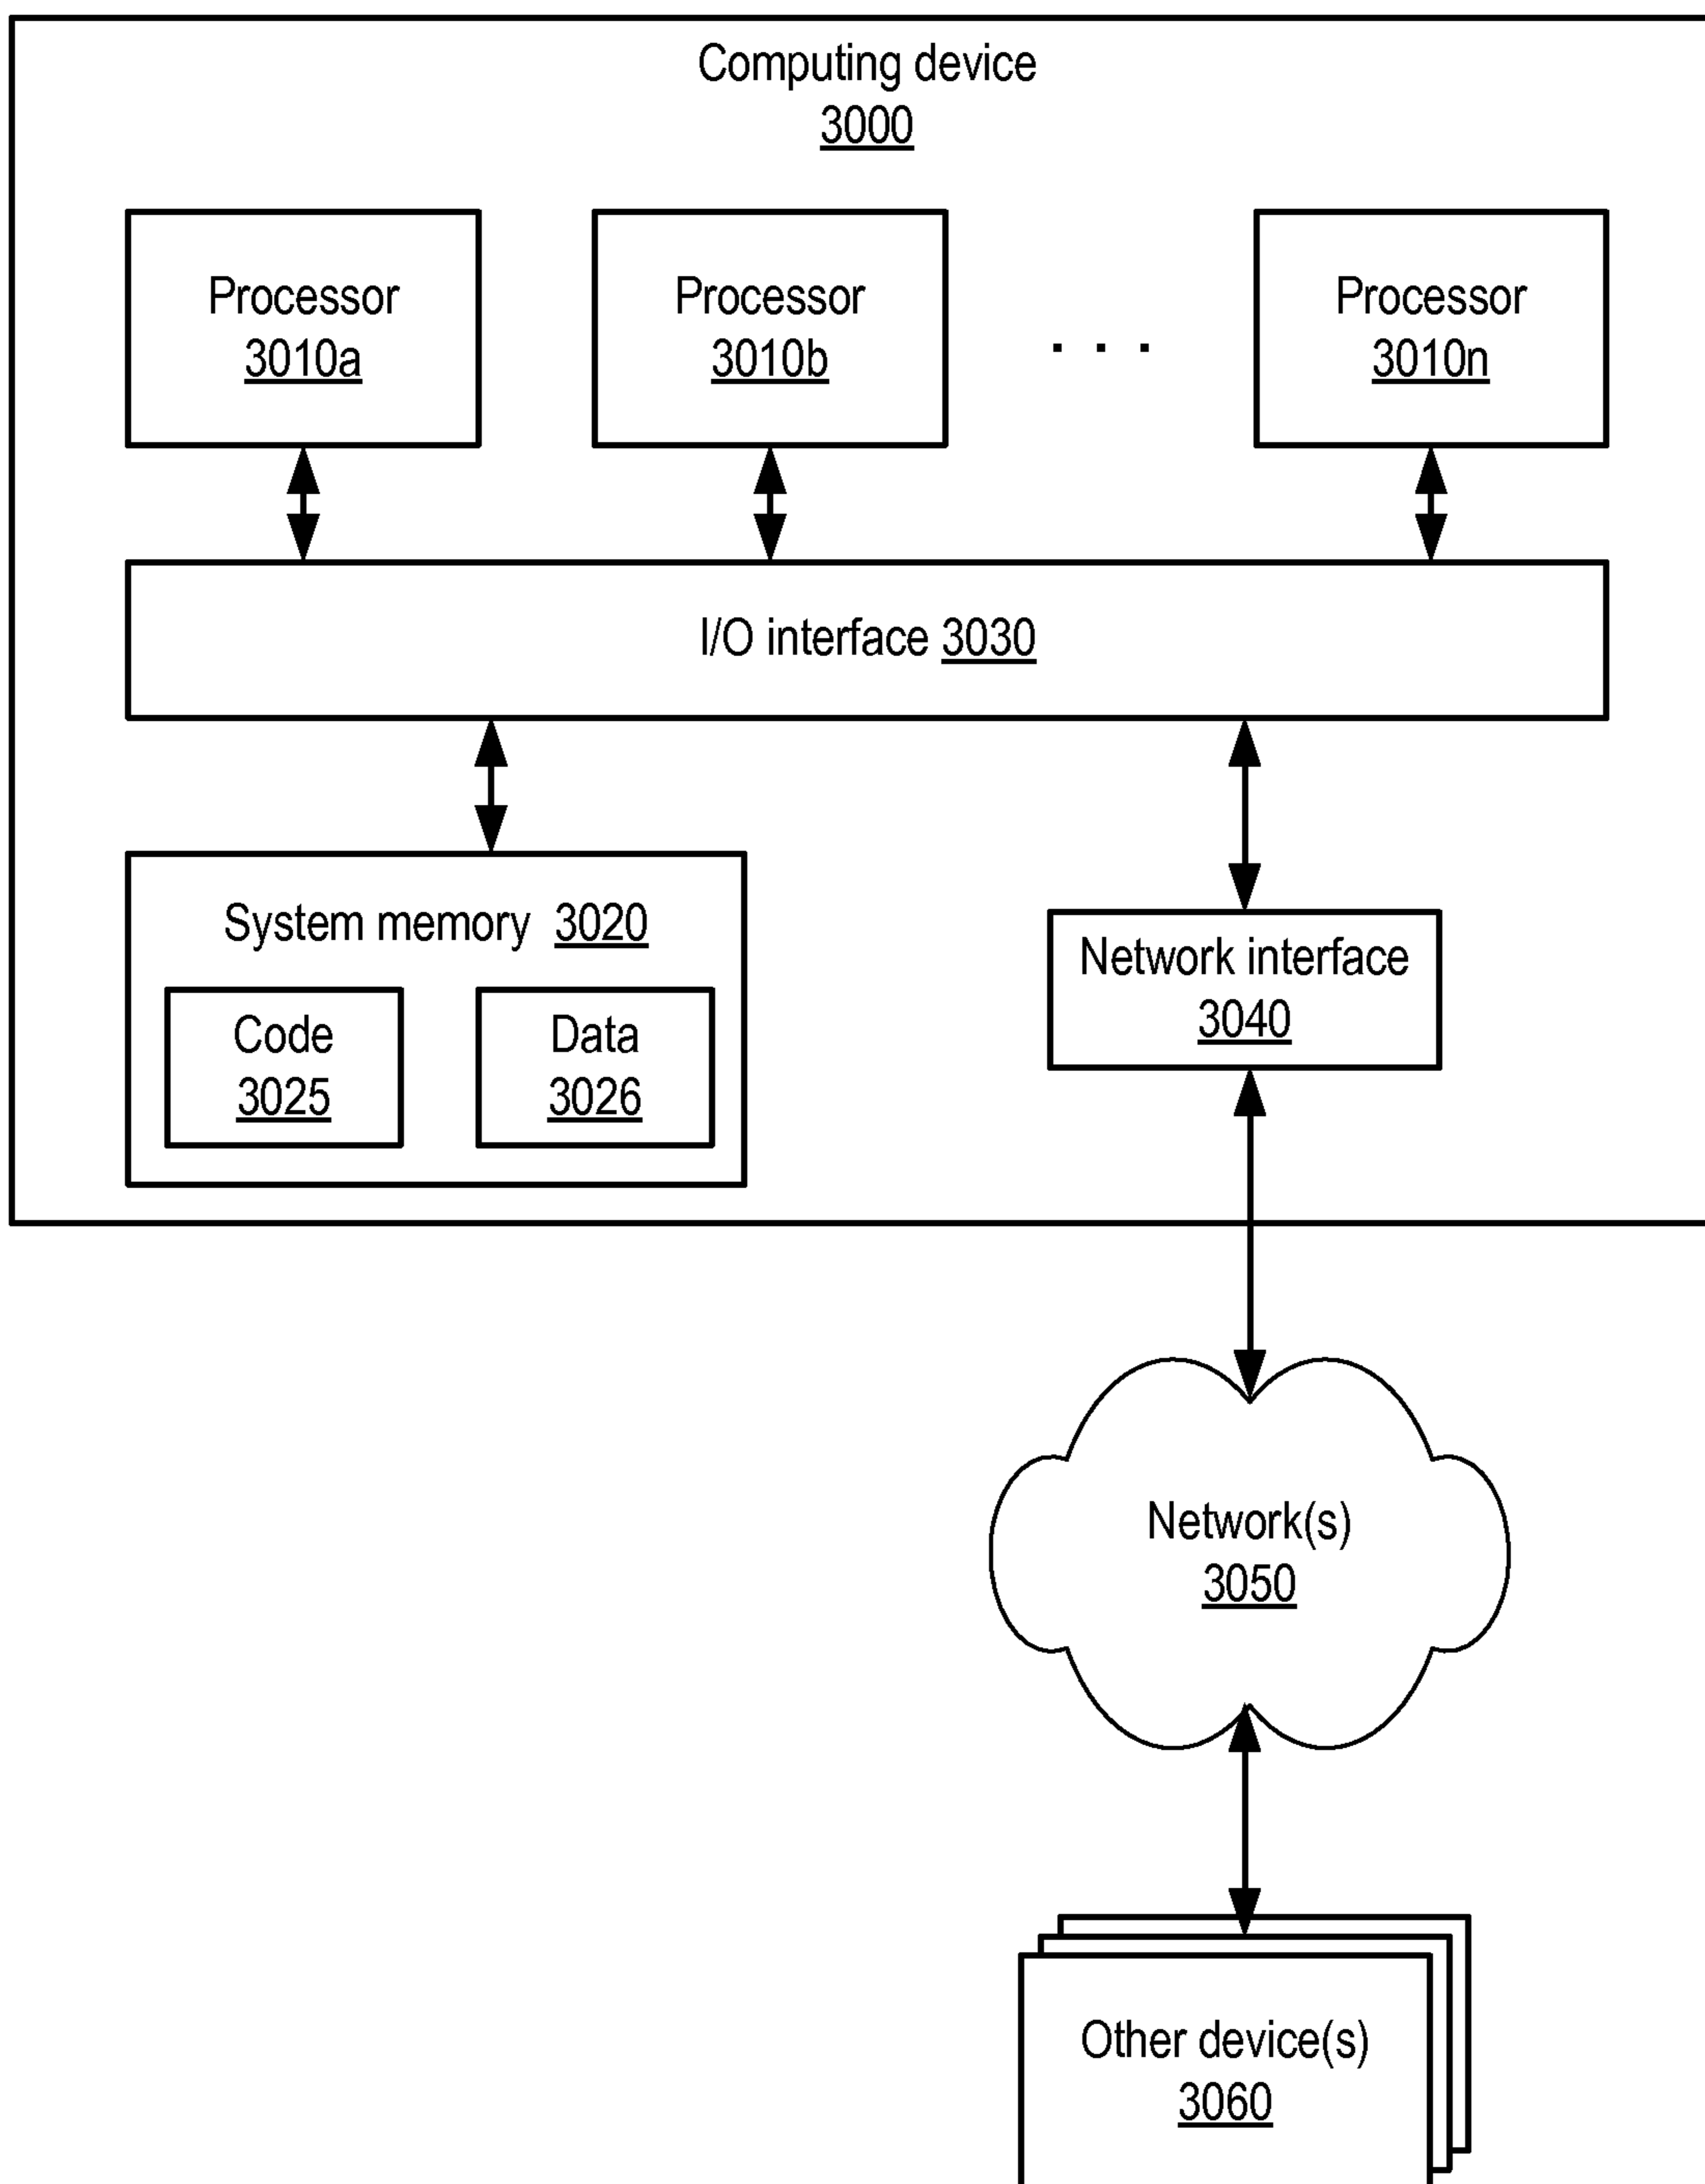 Computing device
3000
Processor
3010a
Processor
3010b
. . .
Processor
3010n
I/O interface 3030
System memory 3020
Code
3025
Data
3026
Network interface
3040
Network(s)
3050
Other device(s)
3060